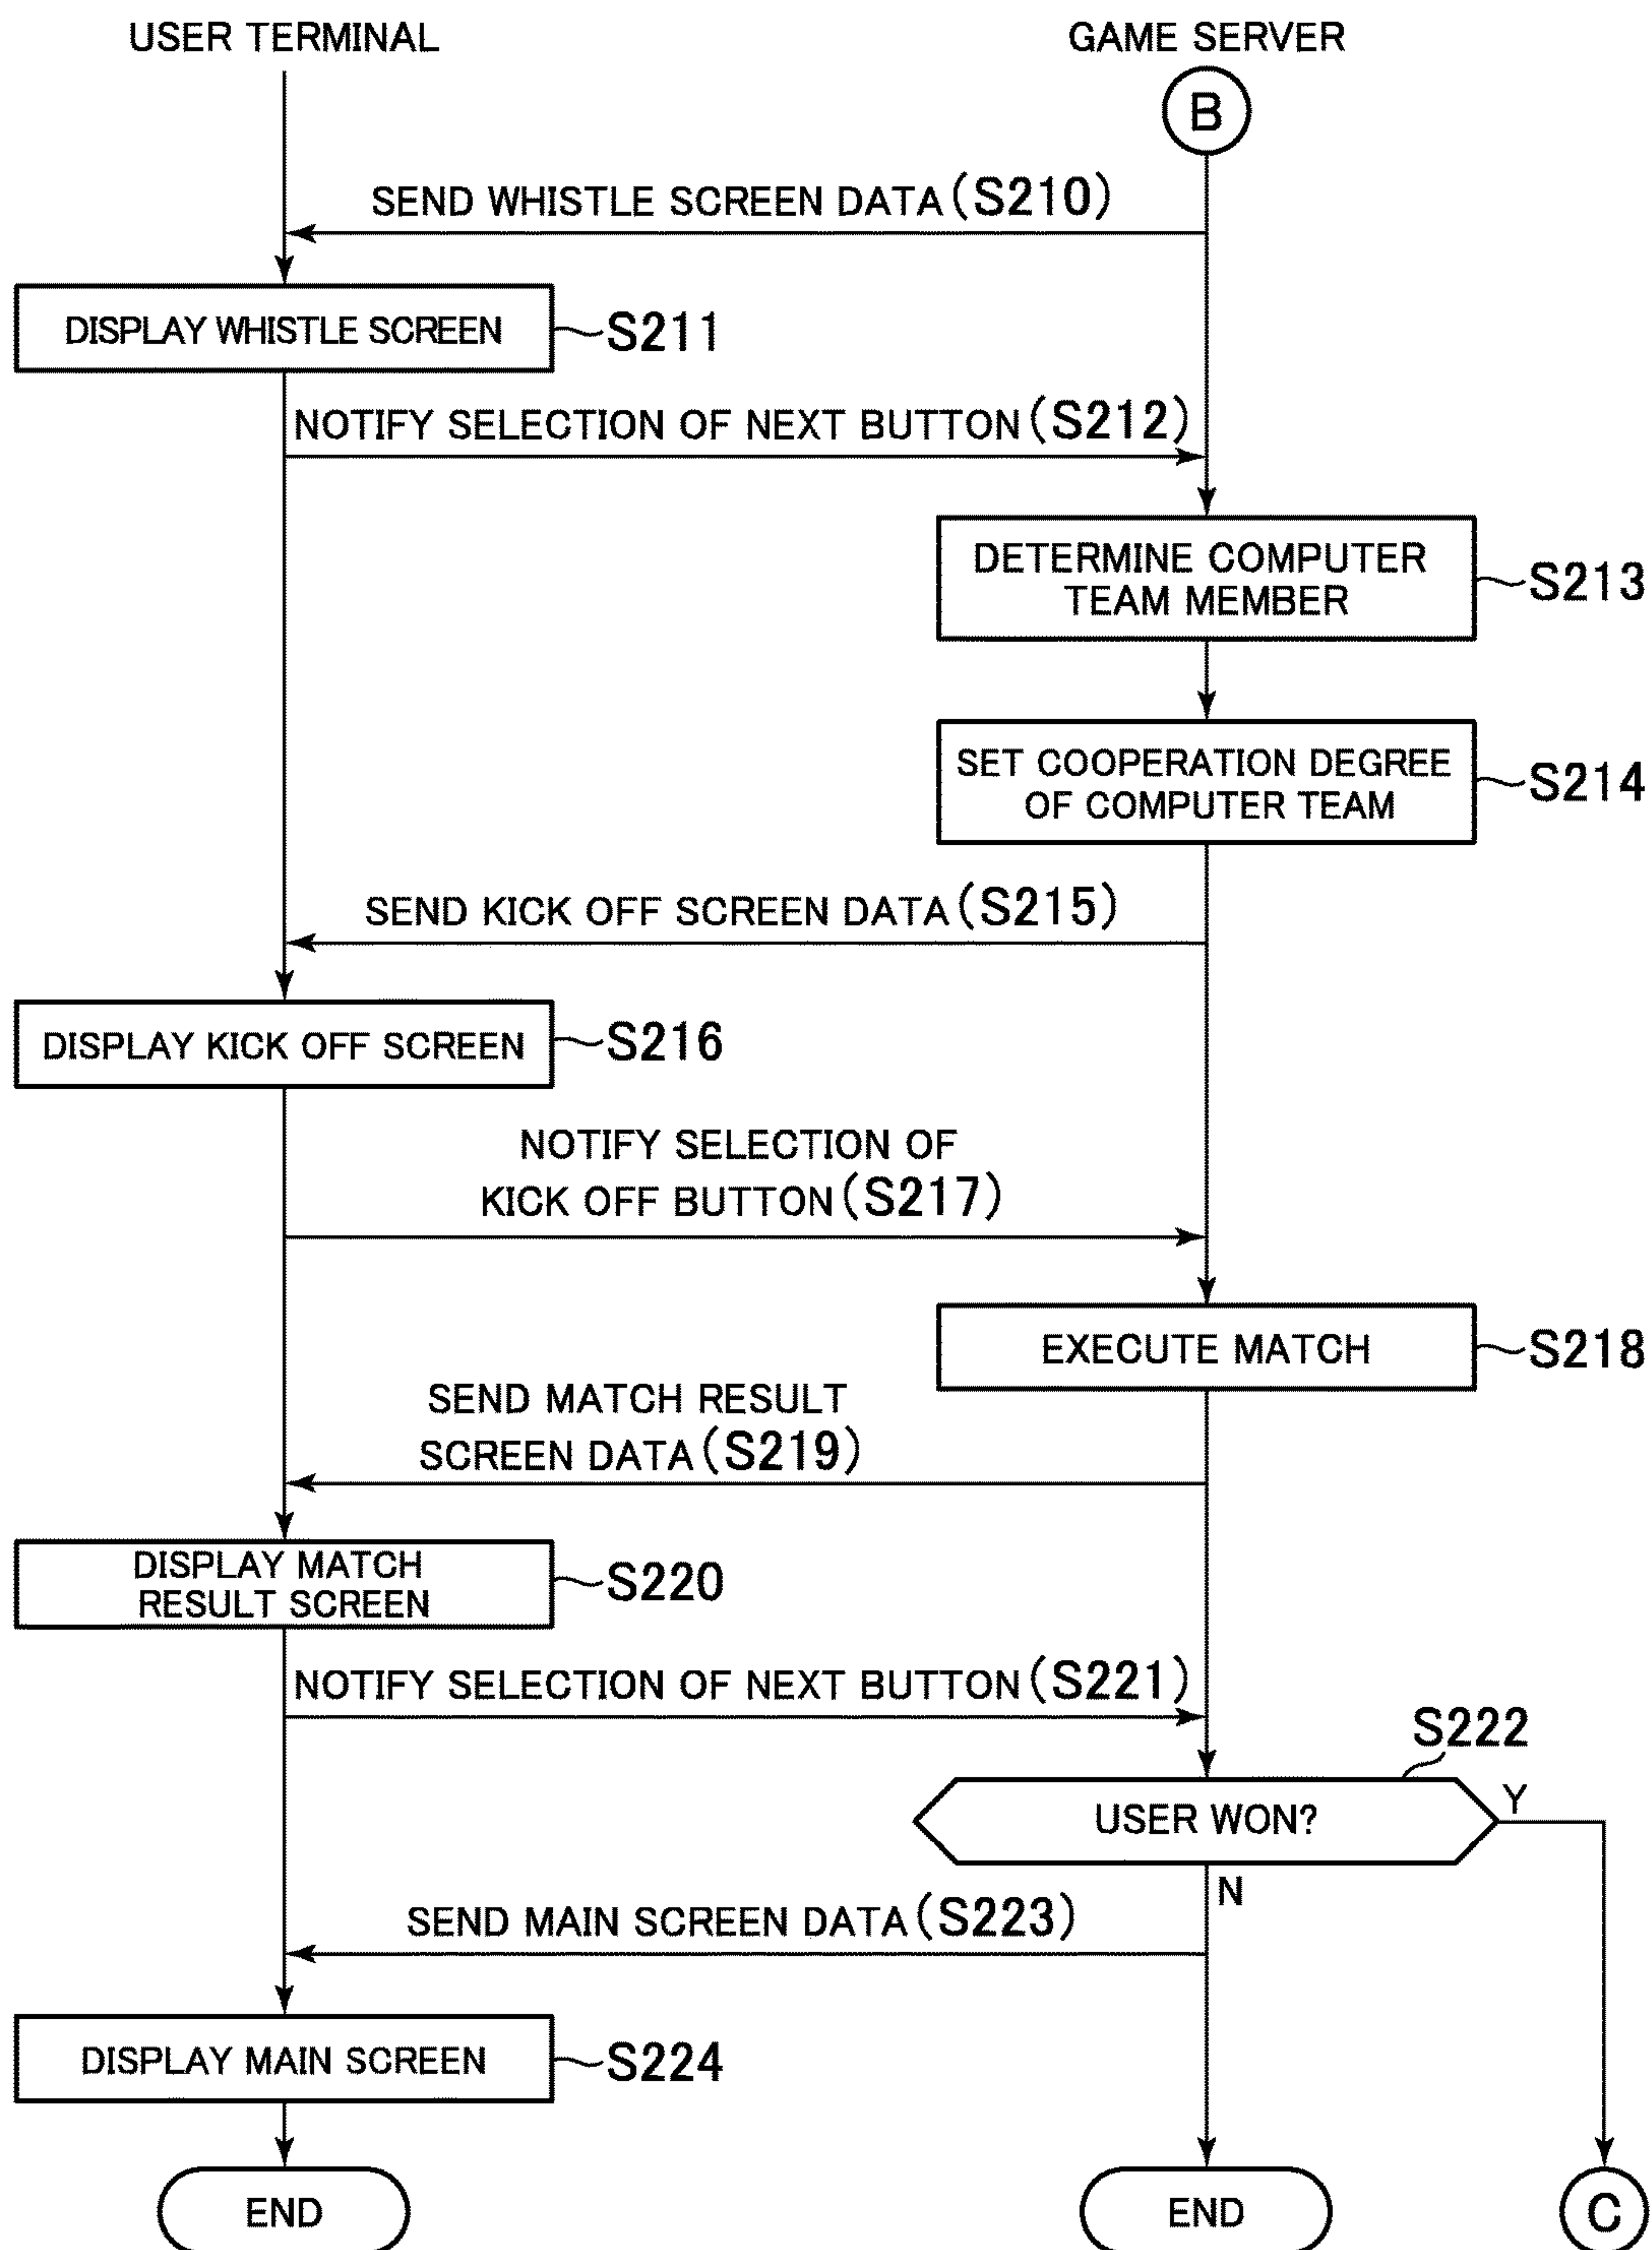 USER TERMINAL
GAME SERVER
B
SEND WHISTLE SCREEN DATA(S210)
DISPLAY WHISTLE SCREEN
S211
NOTIFY SELECTION OF NEXT BUTTON(S212)
DETERMINE COMPUTER
TEAM MEMBER
S213
SET COOPERATION DEGREE
OF COMPUTER TEAM
S214
SEND KICK OFF SCREEN DATA(S215)
DISPLAY KICK OFF SCREEN
S216
NOTIFY SELECTION OF
KICK OFF BUTTON(S217)
EXECUTE MATCH
S218
SEND MATCH RESULT
SCREEN DATA(S219)
DISPLAY MATCH
RESULT SCREEN
S220
NOTIFY SELECTION OF NEXT BUTTON(S221)
S222
USER WON?
Y
N
SEND MAIN SCREEN DATA(S223)
DISPLAY MAIN SCREEN
S224
END
END
C